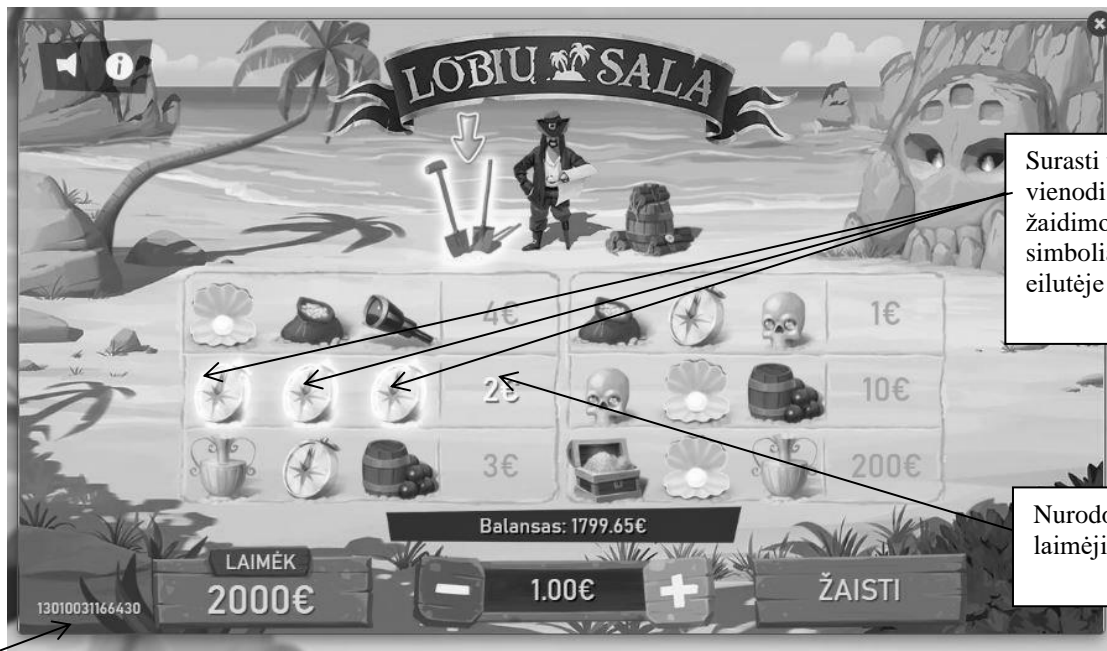 LOBIŲ SALA
Surasti
vienodi
žaidimo
simboli
eilutėje
4€
1€
2€
10€
3€
200€
Nurodo
laimėji
Balansas: 1799.65€
LAIMĖK
2000€
1.00€
ŽAISTI
13010031166430